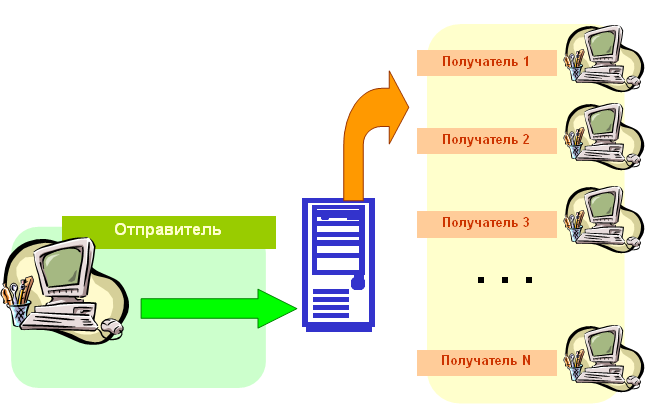 Отправитель
Получатель 1
Получатель 2
Получатель 3
. . .
Получатель N